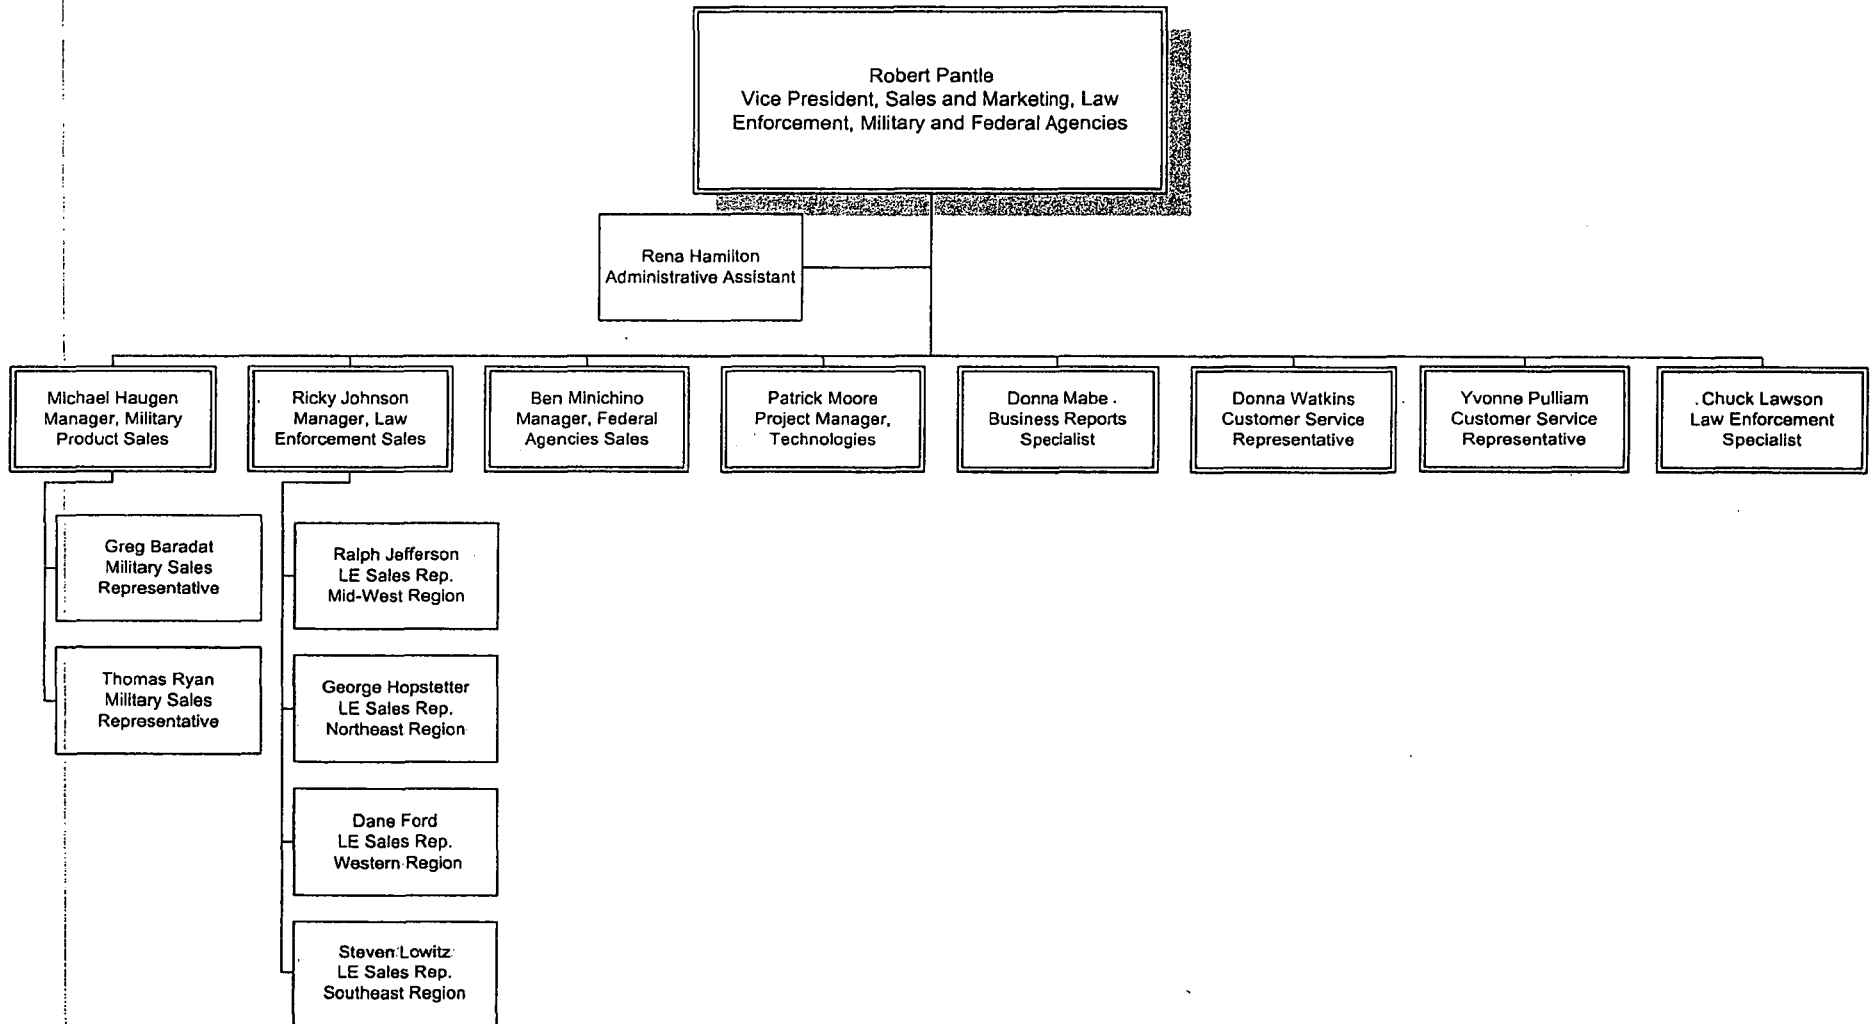 Robert Pantle
Vice President, Sales and Marketing, Law
Enforcement, Military and Federal Agencies
Rena Hamilton
Administrative Assistant
Michael Haugen
Manager, Military
Product Sales
Ricky Johnson
Manager, Law
Enforcement Sales
Ben Minichino
Manager, Federal
Agencies Sales
Patrick Moore
Project Manager,
Technologies
Donna Mabe
Business Reports
Specialist
Donna Watkins
Customer Service
Representative
Yvonne Pulliam
Customer Service
Representative
Chuck Lawson
Law Enforcement
Specialist
Greg Baradat
Military Sales
Representative
Thomas Ryan
Military Sales
Representative
Ralph Jefferson
LE Sales Rep.
Mid-West Region
George Hopstetter
LE Sales Rep.
Northeast Region
Dane Ford
LE Sales Rep.
Western Region
Steven Lowitz
LE Sales Rep.
Southeast Region